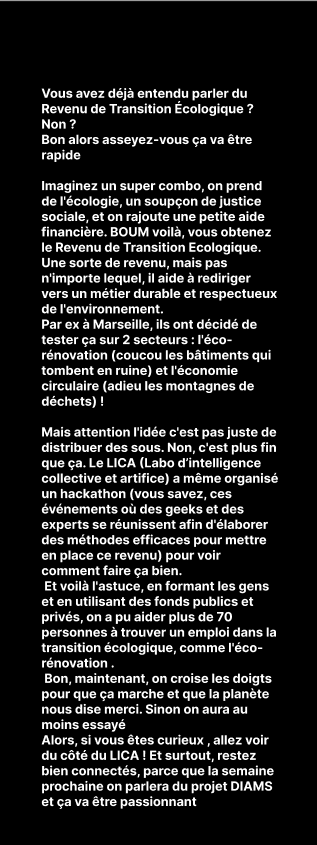 Vous avez déjà entendu parler du
Revenu de Transition Écologique ?
Non ?
Bon alors asseyez-vous ça va être
rapide
Imaginez un super combo, on prend
de l'écologie, un soupçon de justice
sociale, et on rajoute une petite aide
financière. BOUM voilà, vous obtenez
le Revenu de Transition Ecologique.
Une sorte de revenu, mais pas
n'importe lequel, il aide à rediriger
vers un métier durable et respectueux
de l'environnement.
Par ex à Marseille, ils ont décidé de
tester ça sur 2 secteurs : l'éco-
rénovation (coucou les bâtiments qui
tombent en ruine) et l'économie
circulaire (adieu les montagnes de
déchets) !
Mais attention l'idée c'est pas juste de
distribuer des sous. Non, c'est plus fin
que ça. Le LICA (Labo d'intelligence
collective et artifice) a même organisé
un hackathon (vous savez, ces
événements où des geeks et des
experts se réunissent afin d'élaborer
des méthodes efficaces pour mettre
en place ce revenu) pour voir
comment faire ça bien.
Et voilà l'astuce, en formant les gens
et en utilisant des fonds publics et
privés, on a pu aider plus de 70
personnes à trouver un emploi dans la
transition écologique, comme l'éco-
rénovation .
Bon, maintenant, on croise les doigts
pour que ça marche et que la planète
nous dise merci. Sinon on aura au
moins essayé
Alors, si vous êtes curieux , allez voir
du côté du LICA ! Et surtout, restez
bien connectés, parce que la semaine
prochaine on parlera du projet DIAMS
et ça va être passionnant